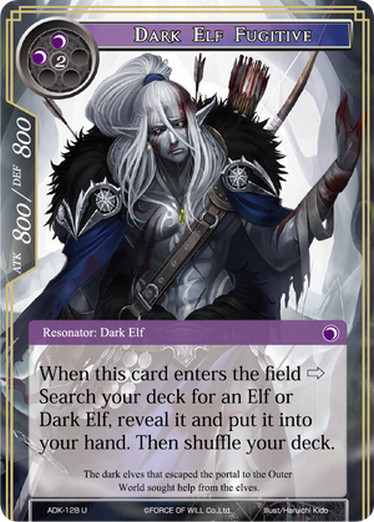 Dark Elf Fugitive
2
ATK 800 / DEF 800
Resonator: Dark Elf
When this card enters the field ⇨
Search your deck for an Elf or
Dark Elf, reveal it and put it into
your hand. Then shuffle your deck.
The dark elves that escaped the portal to the Outer
World sought help from the elves.
ADK-128 U
©FORCE OF WILL Co.,Ltd.
Illust/Haruichi Kido